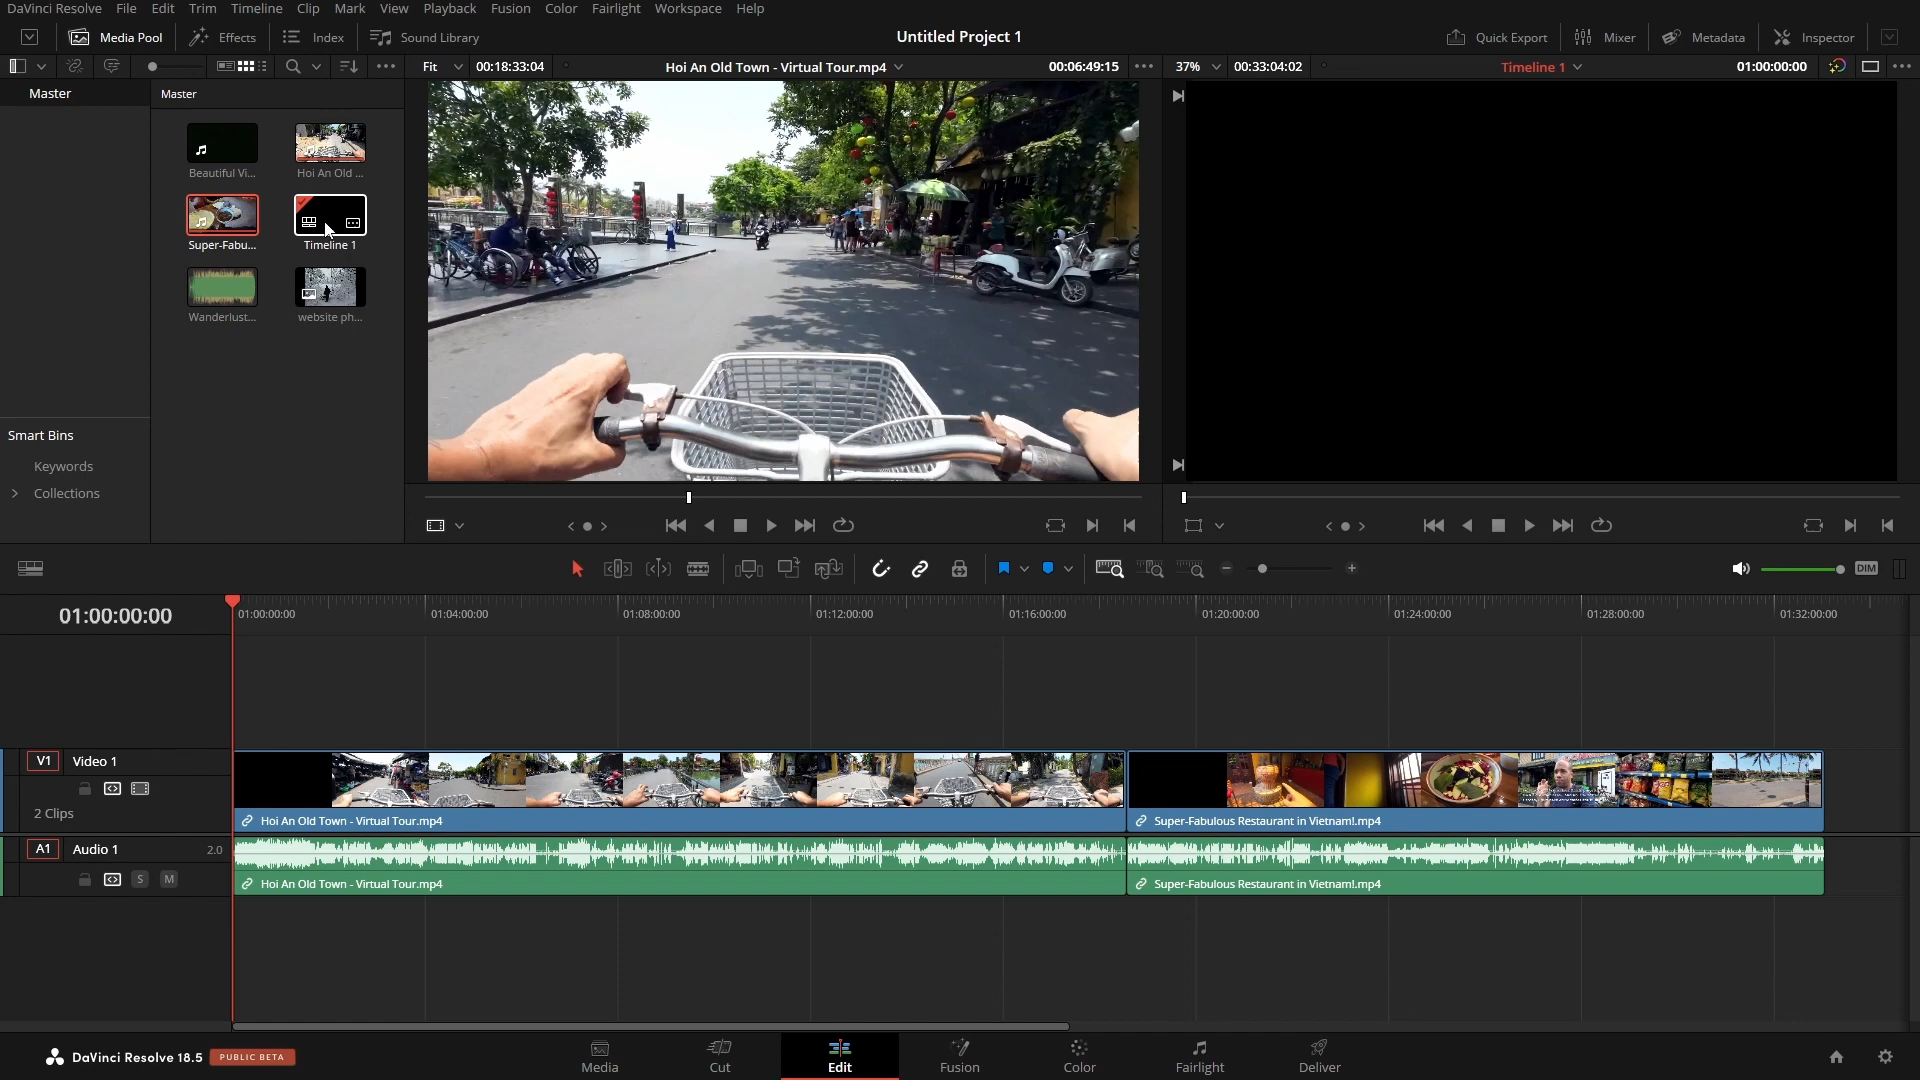 DaVinci Resolve File Edit Trim Timeline Clip Mark View Playback Fusion Color Fairlight Workspace Help
Media Pool Effects Index Sound Library Untitled Project 1 Quick Export Mixer Metadata Inspector
Fit 00:18:33:04 Hoi An Old Town - Virtual Tour.mp4 00:06:49:15 37% 00:33:04:02 Timeline 1 01:00:00:00
Master
Master
Beautiful Vi...
Hoi An Old ...
Super-Fabu...
Timeline 1
Wanderlust...
website ph...
Smart Bins
Keywords
Collections
DIM
01:00:00:00
01:00:00:00 01:04:00:00 01:08:00:00 01:12:00:00 01:16:00:00 01:20:00:00 01:24:00:00 01:28:00:00 01:32:00:00
V1 Video 1
2 Clips
Hoi An Old Town - Virtual Tour.mp4
Super-Fabulous Restaurant in Vietnam!.mp4
A1 Audio 1 2.0
S M
Hoi An Old Town - Virtual Tour.mp4
Super-Fabulous Restaurant in Vietnam!.mp4
DaVinci Resolve 18.5 PUBLIC BETA
Media Cut Edit Fusion Color Fairlight Deliver